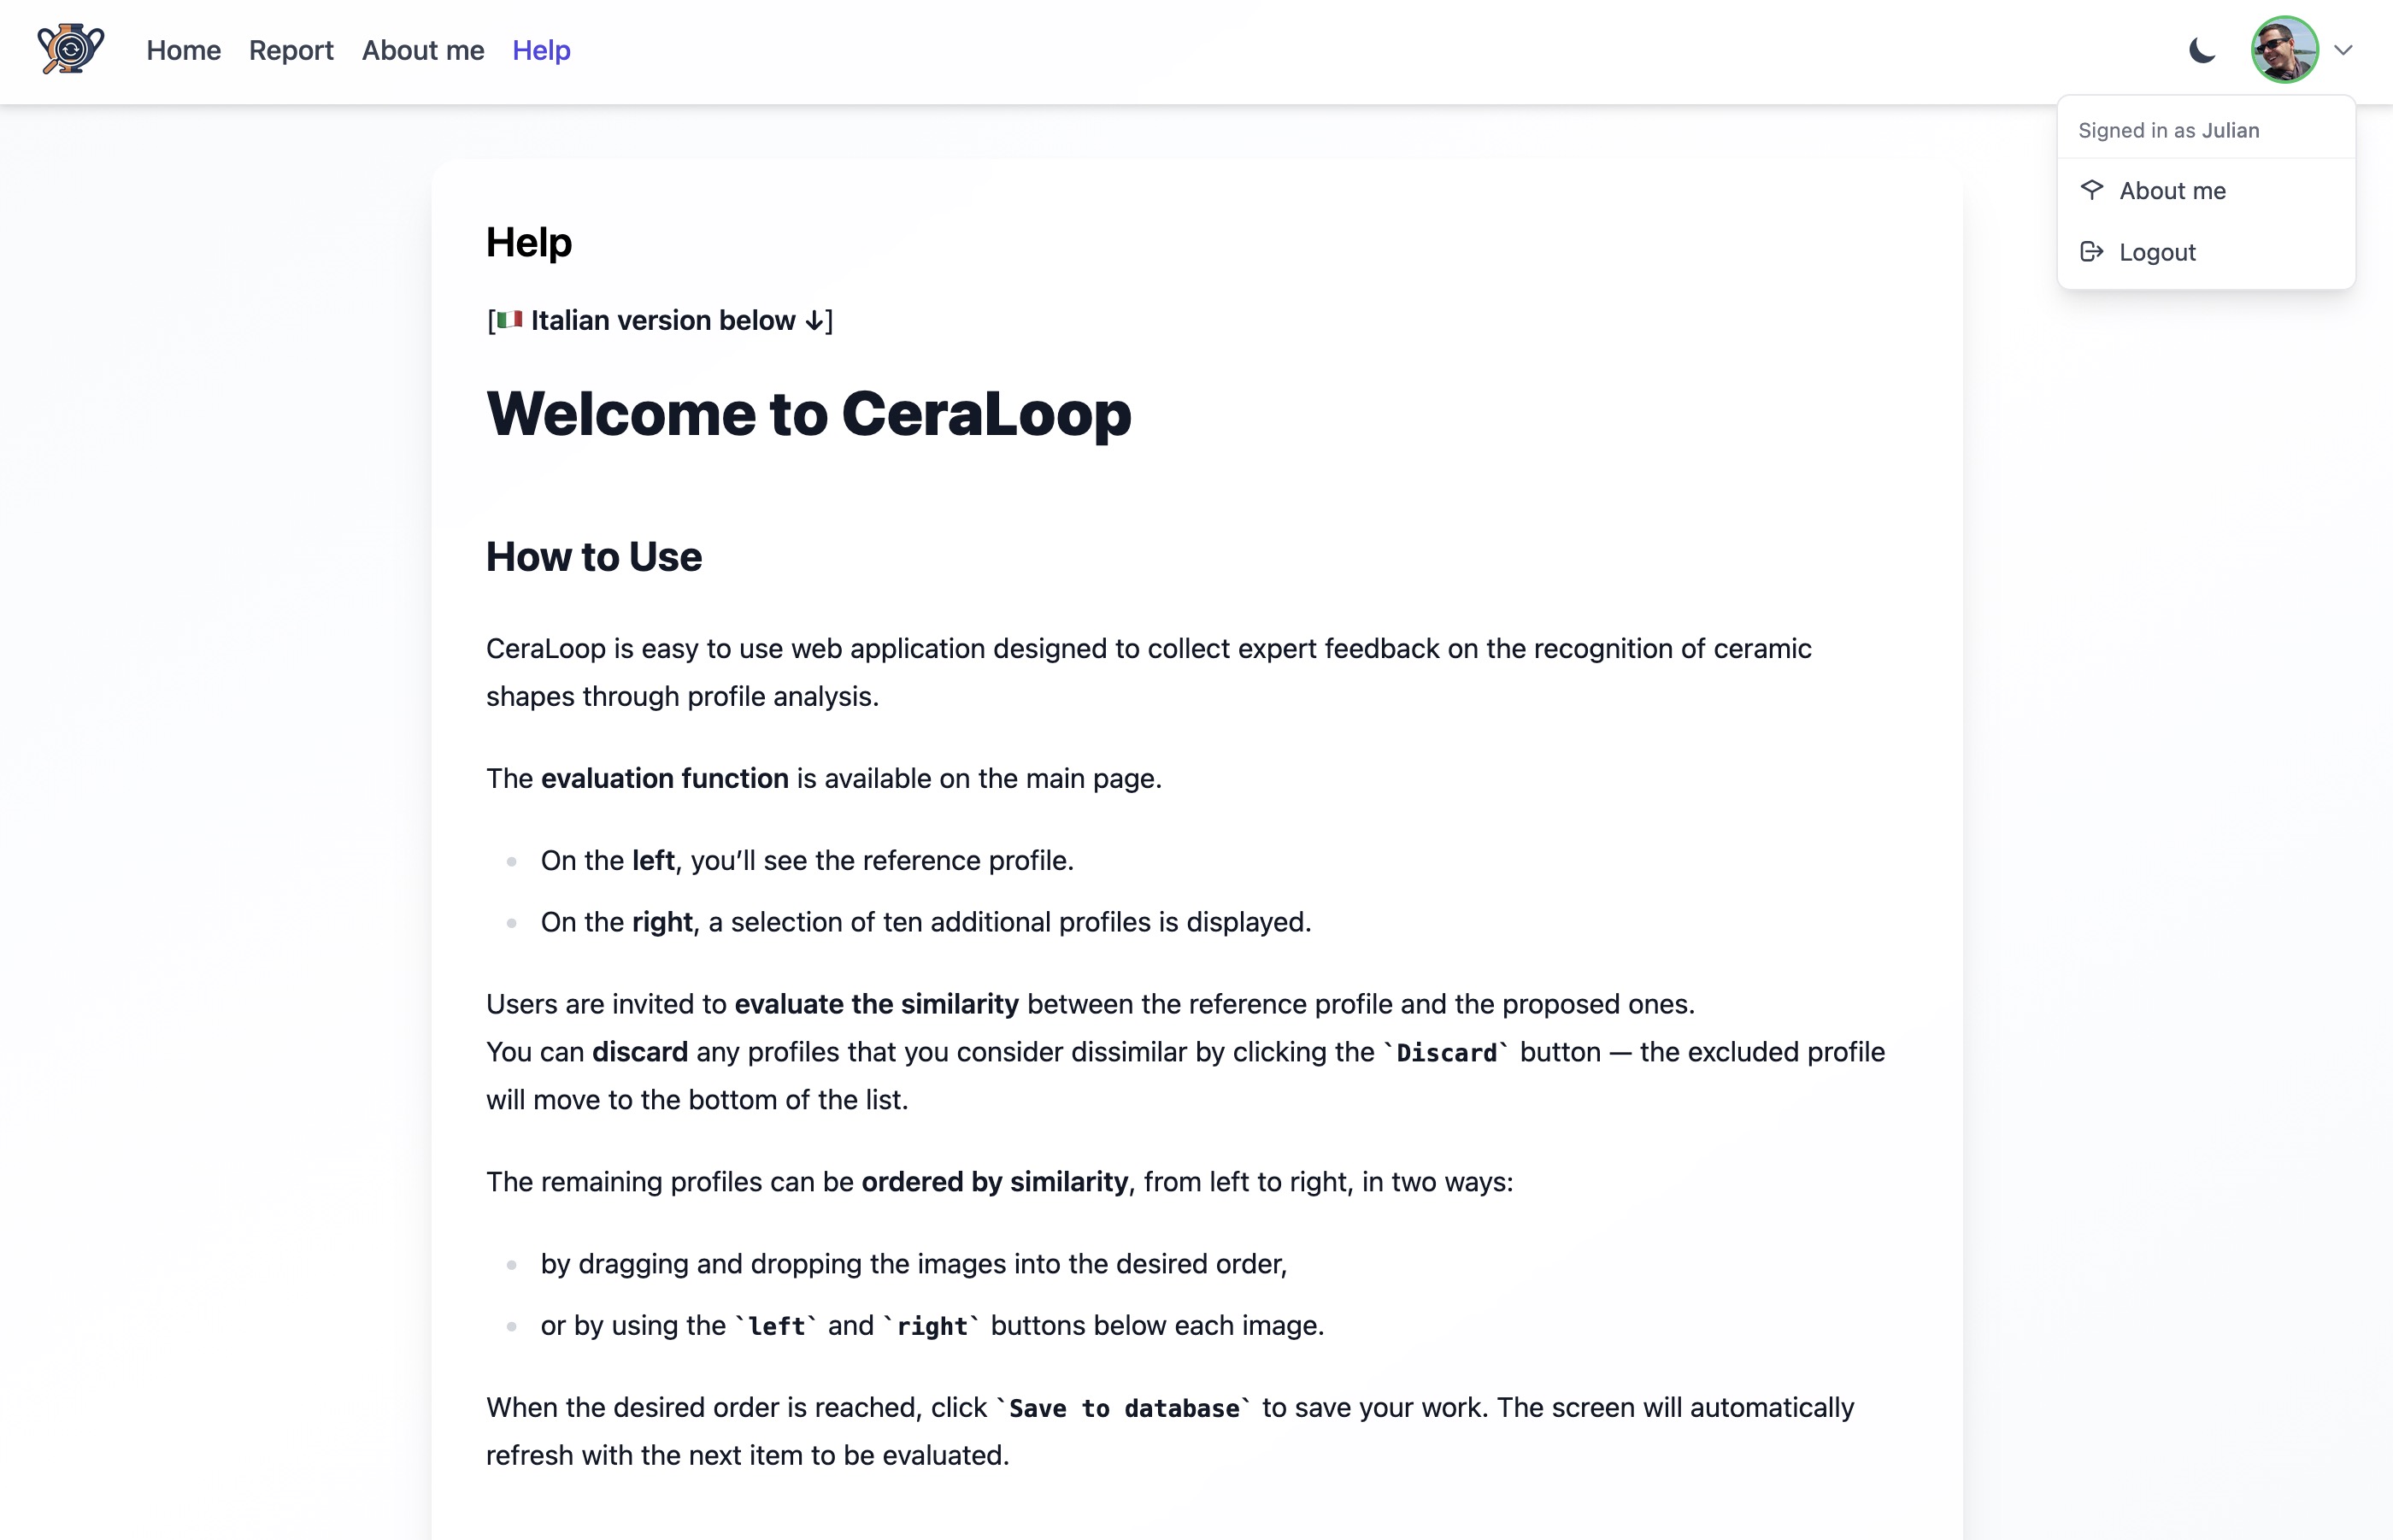 Home Report About me Help
Signed in as Julian
About me
Logout
Help
[🇮🇹 Italian version below ↓]
Welcome to CeraLoop
How to Use
CeraLoop is easy to use web application designed to collect expert feedback on the recognition of ceramic
shapes through profile analysis.
The evaluation function is available on the main page.
On the left, you’ll see the reference profile.
On the right, a selection of ten additional profiles is displayed.
Users are invited to evaluate the similarity between the reference profile and the proposed ones.
You can discard any profiles that you consider dissimilar by clicking the `Discard` button — the excluded profile
will move to the bottom of the list.
The remaining profiles can be ordered by similarity, from left to right, in two ways:
by dragging and dropping the images into the desired order,
or by using the `left` and `right` buttons below each image.
When the desired order is reached, click `Save to database` to save your work. The screen will automatically
refresh with the next item to be evaluated.